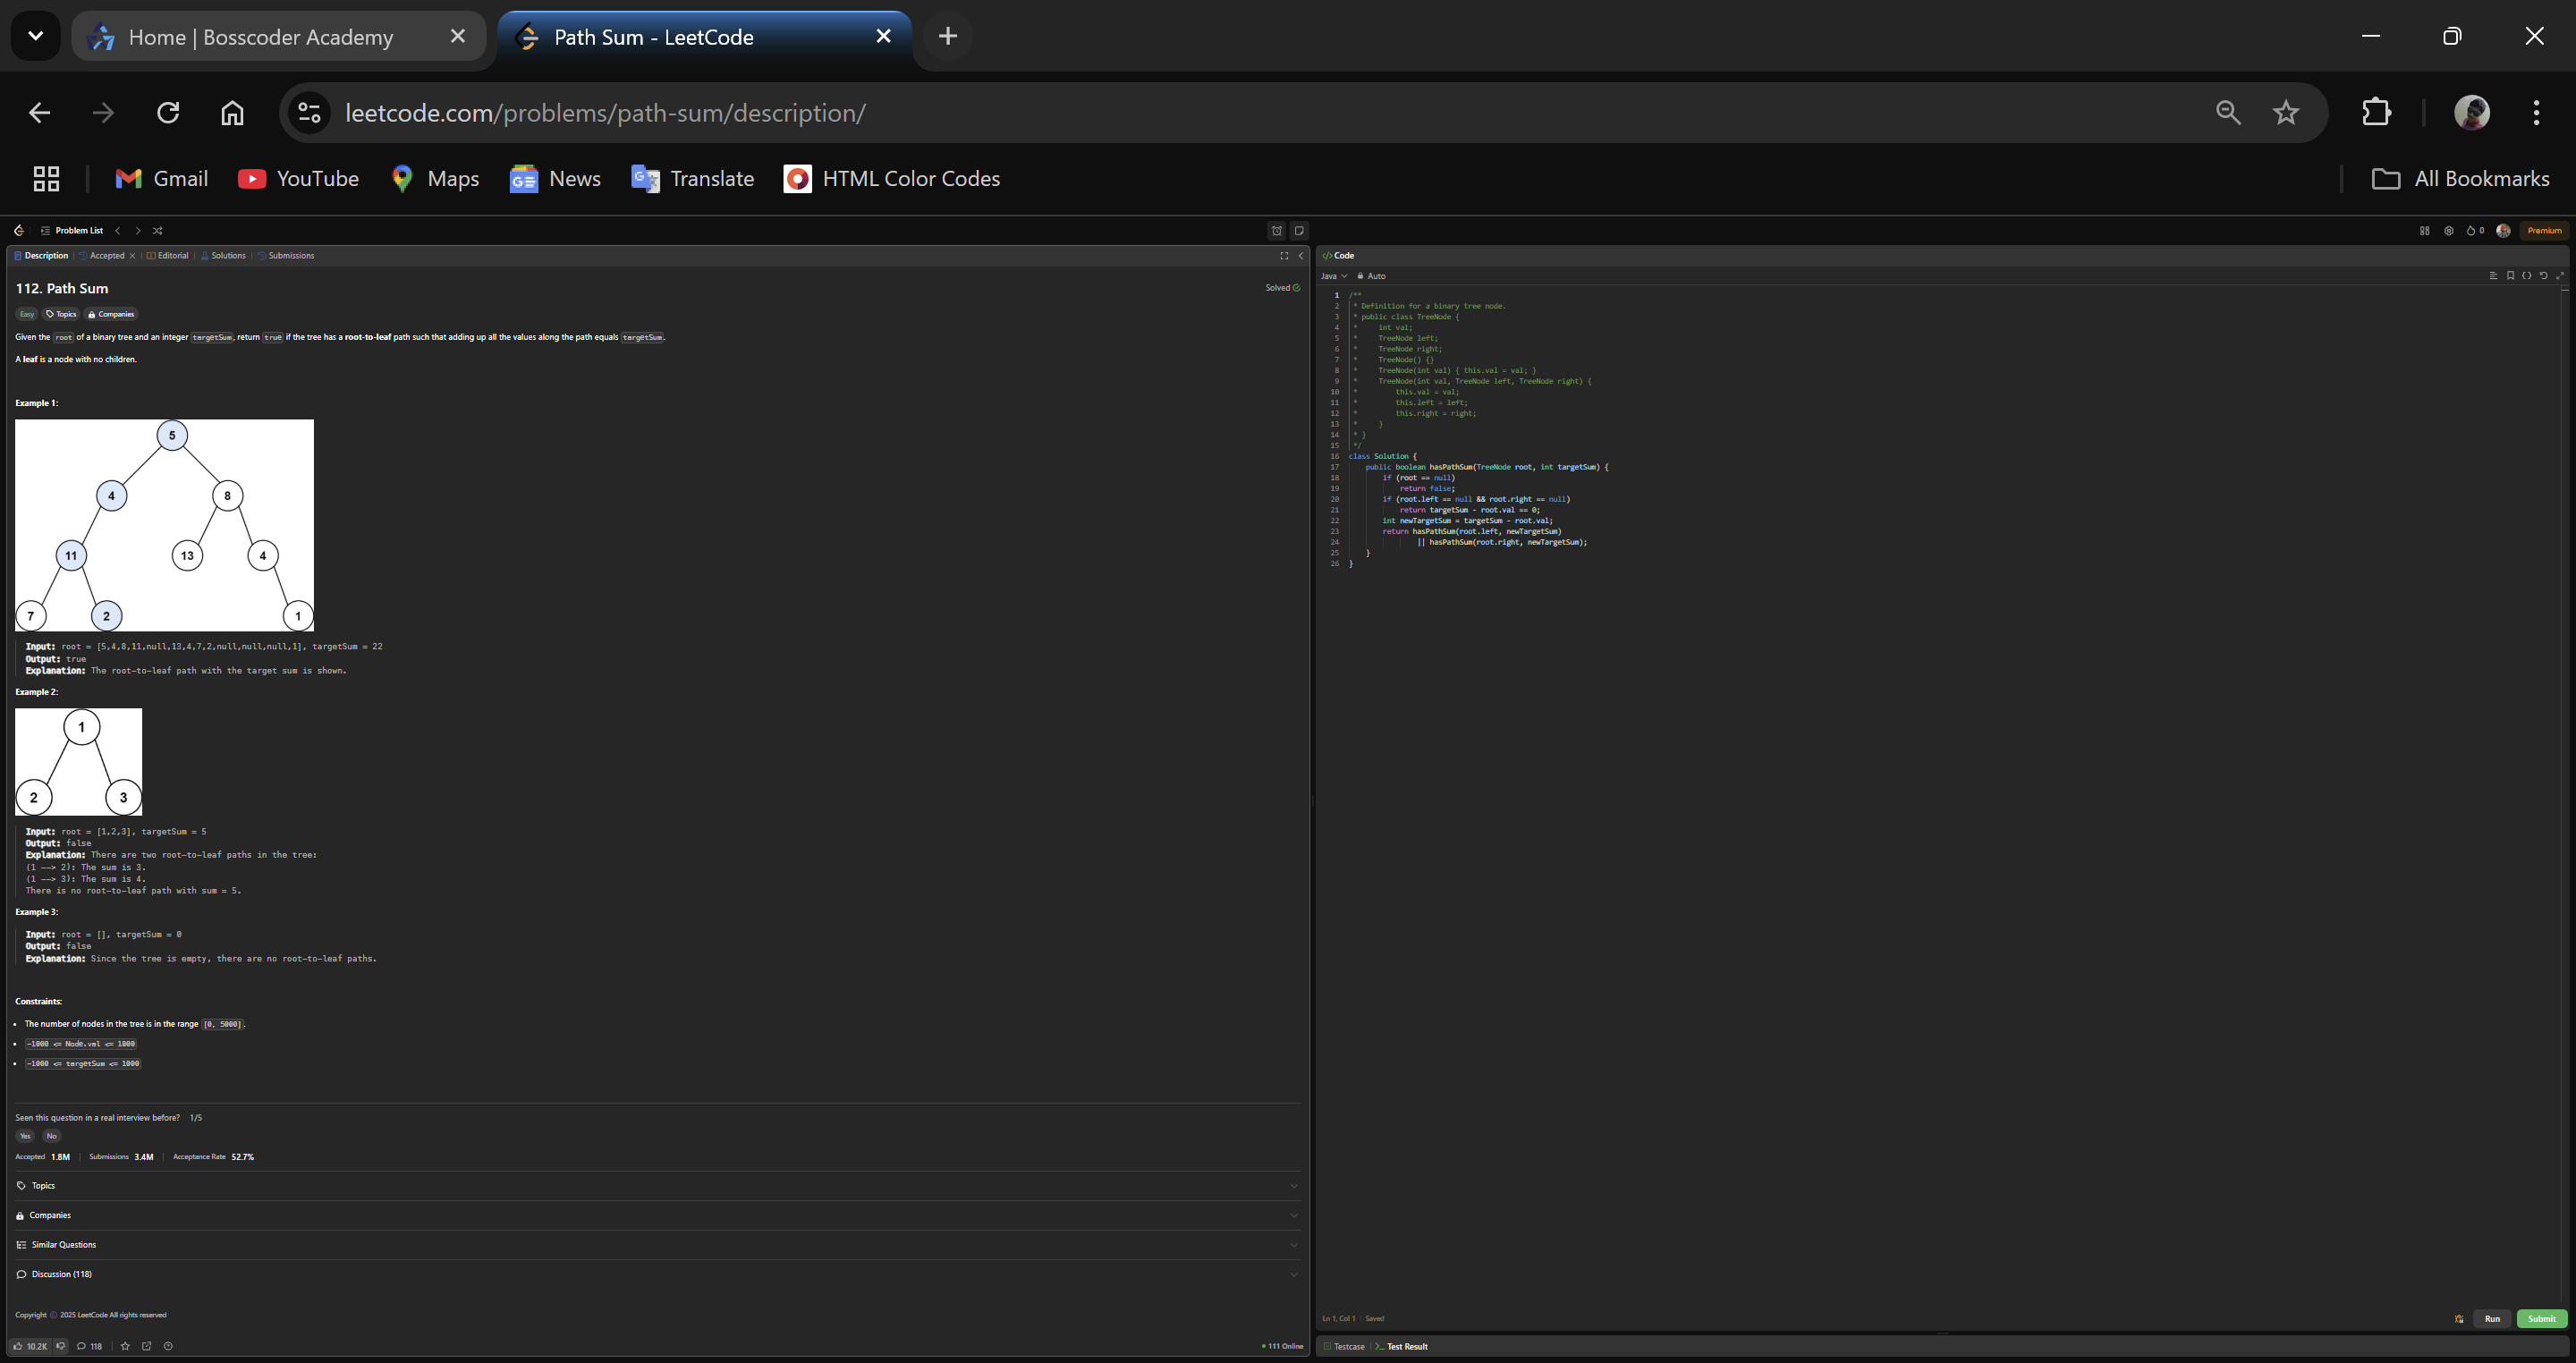 Home | Bosscoder Academy
Path Sum - LeetCode
leetcode.com/problems/path-sum/description/
Gmail
YouTube
Maps
News
Translate
HTML Color Codes
All Bookmarks
Problem List
0
Premium
Description
Accepted
Editorial
Solutions
Submissions
112. Path Sum
Solved
Easy
Topics
Companies
Given the root of a binary tree and an integer targetSum, return true if the tree has a root-to-leaf path such that adding up all the values along the path equals targetSum.
A leaf is a node with no children.
Example 1:
5
4
8
11
13
4
7
2
1
Input: root = [5,4,8,11,null,13,4,7,2,null,null,null,1], targetSum = 22
Output: true
Explanation: The root-to-leaf path with the target sum is shown.
Example 2:
1
2
3
Input: root = [1,2,3], targetSum = 5
Output: false
Explanation: There are two root-to-leaf paths in the tree:
(1 --> 2): The sum is 3.
(1 --> 3): The sum is 4.
There is no root-to-leaf path with sum = 5.
Example 3:
Input: root = [], targetSum = 0
Output: false
Explanation: Since the tree is empty, there are no root-to-leaf paths.
Constraints:
• The number of nodes in the tree is in the range [0, 5000].
• -1000 <= Node.val <= 1000
• -1000 <= targetSum <= 1000
Seen this question in a real interview before? 1/5
Yes
No
Accepted 1.8M
Submissions 3.4M
Acceptance Rate 52.7%
Topics
Companies
Similar Questions
Discussion (118)
Copyright © 2025 LeetCode All rights reserved
10.2K
118
111 Online
</> Code
Java
Auto
1 /**
2 * Definition for a binary tree node.
3 * public class TreeNode {
4 *     int val;
5 *     TreeNode left;
6 *     TreeNode right;
7 *     TreeNode() {}
8 *     TreeNode(int val) { this.val = val; }
9 *     TreeNode(int val, TreeNode left, TreeNode right) {
10 *         this.val = val;
11 *         this.left = left;
12 *         this.right = right;
13 *     }
14 * }
15 */
16 class Solution {
17     public boolean hasPathSum(TreeNode root, int targetSum) {
18         if (root == null)
19             return false;
20         if (root.left == null && root.right == null)
21             return targetSum - root.val == 0;
22         int newTargetSum = targetSum - root.val;
23         return hasPathSum(root.left, newTargetSum)
24                 || hasPathSum(root.right, newTargetSum);
25     }
26 }
Ln 1, Col 1
Saved
Run
Submit
Testcase
Test Result